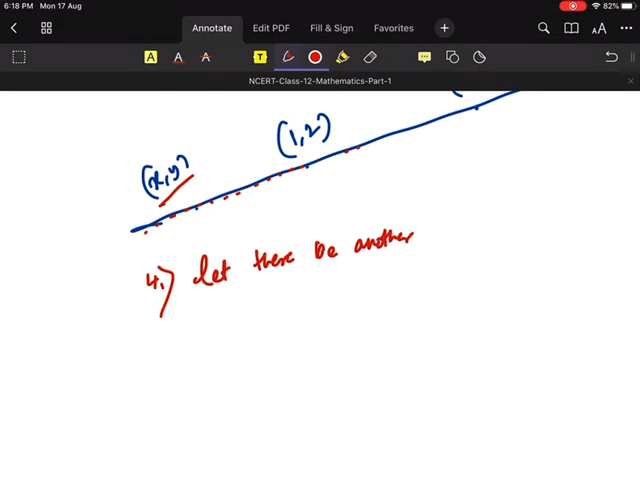 6:18 PM Mon 17 Aug
82%
Annotate Edit PDF Fill & Sign Favorites
NCERT-Class-12-Mathematics-Part-1
(1,2)
(x,y)
4.) let there be another